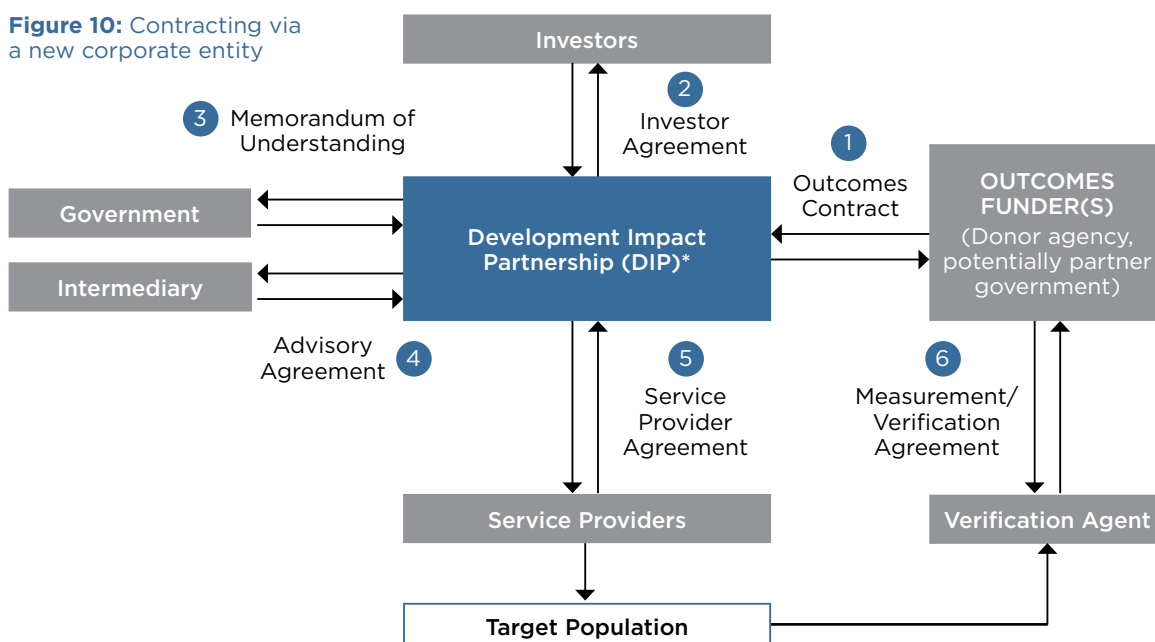 Figure 10: Contracting via
a new corporate entity
Investors
3
Memorandum of
Understanding
2
Investor
Agreement
1
Outcomes
Contract
OUTCOMES
FUNDER(S)
(Donor agency,
potentially partner
government)
Government
Development Impact
Partnership (DIP)*
Intermediary
Advisory
Agreement
4
5
Service
Provider
Agreement
6
Measurement/
Verification
Agreement
Service Providers
Verification Agent
Target Population